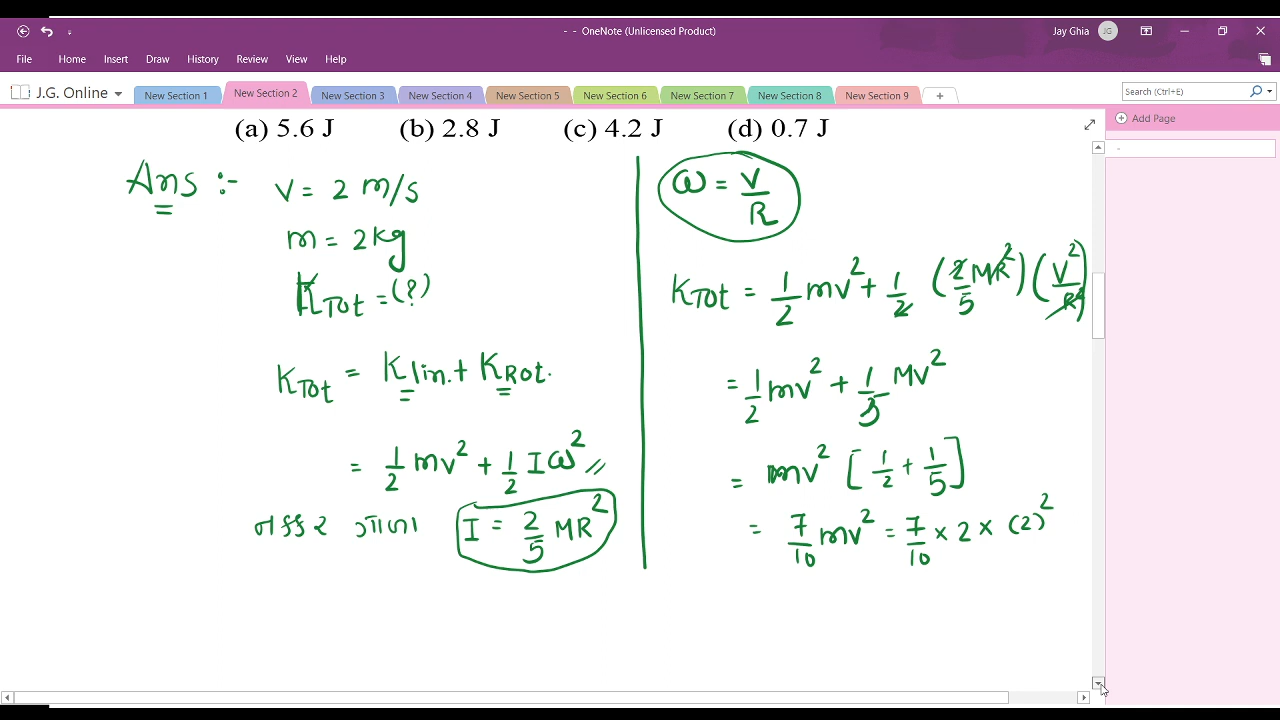 - - OneNote (Unlicensed Product)
Jay Ghia
JG
File Home Insert Draw History Review View Help
J.G. Online
New Section 1 New Section 2 New Section 3 New Section 4 New Section 5 New Section 6 New Section 7 New Section 8 New Section 9 +
Search (Ctrl+E)
Add Page
(a) 5.6 J (b) 2.8 J (c) 4.2 J (d) 0.7 J
Ans :- V = 2 m/s
m = 2 kg
KTot = (?)
KTot = Klin. + KRot.
= 1/2 mv² + 1/2 Iω²
નક્કર ગોળા I = 2/5 MR²
ω = V/R
KTot = 1/2 mv² + 1/2 (2/5 MR²) (V²/R²)
= 1/2 mv² + 1/5 MV²
= mv² [1/2 + 1/5]
= 7/10 mv² = 7/10 × 2 × (2)²